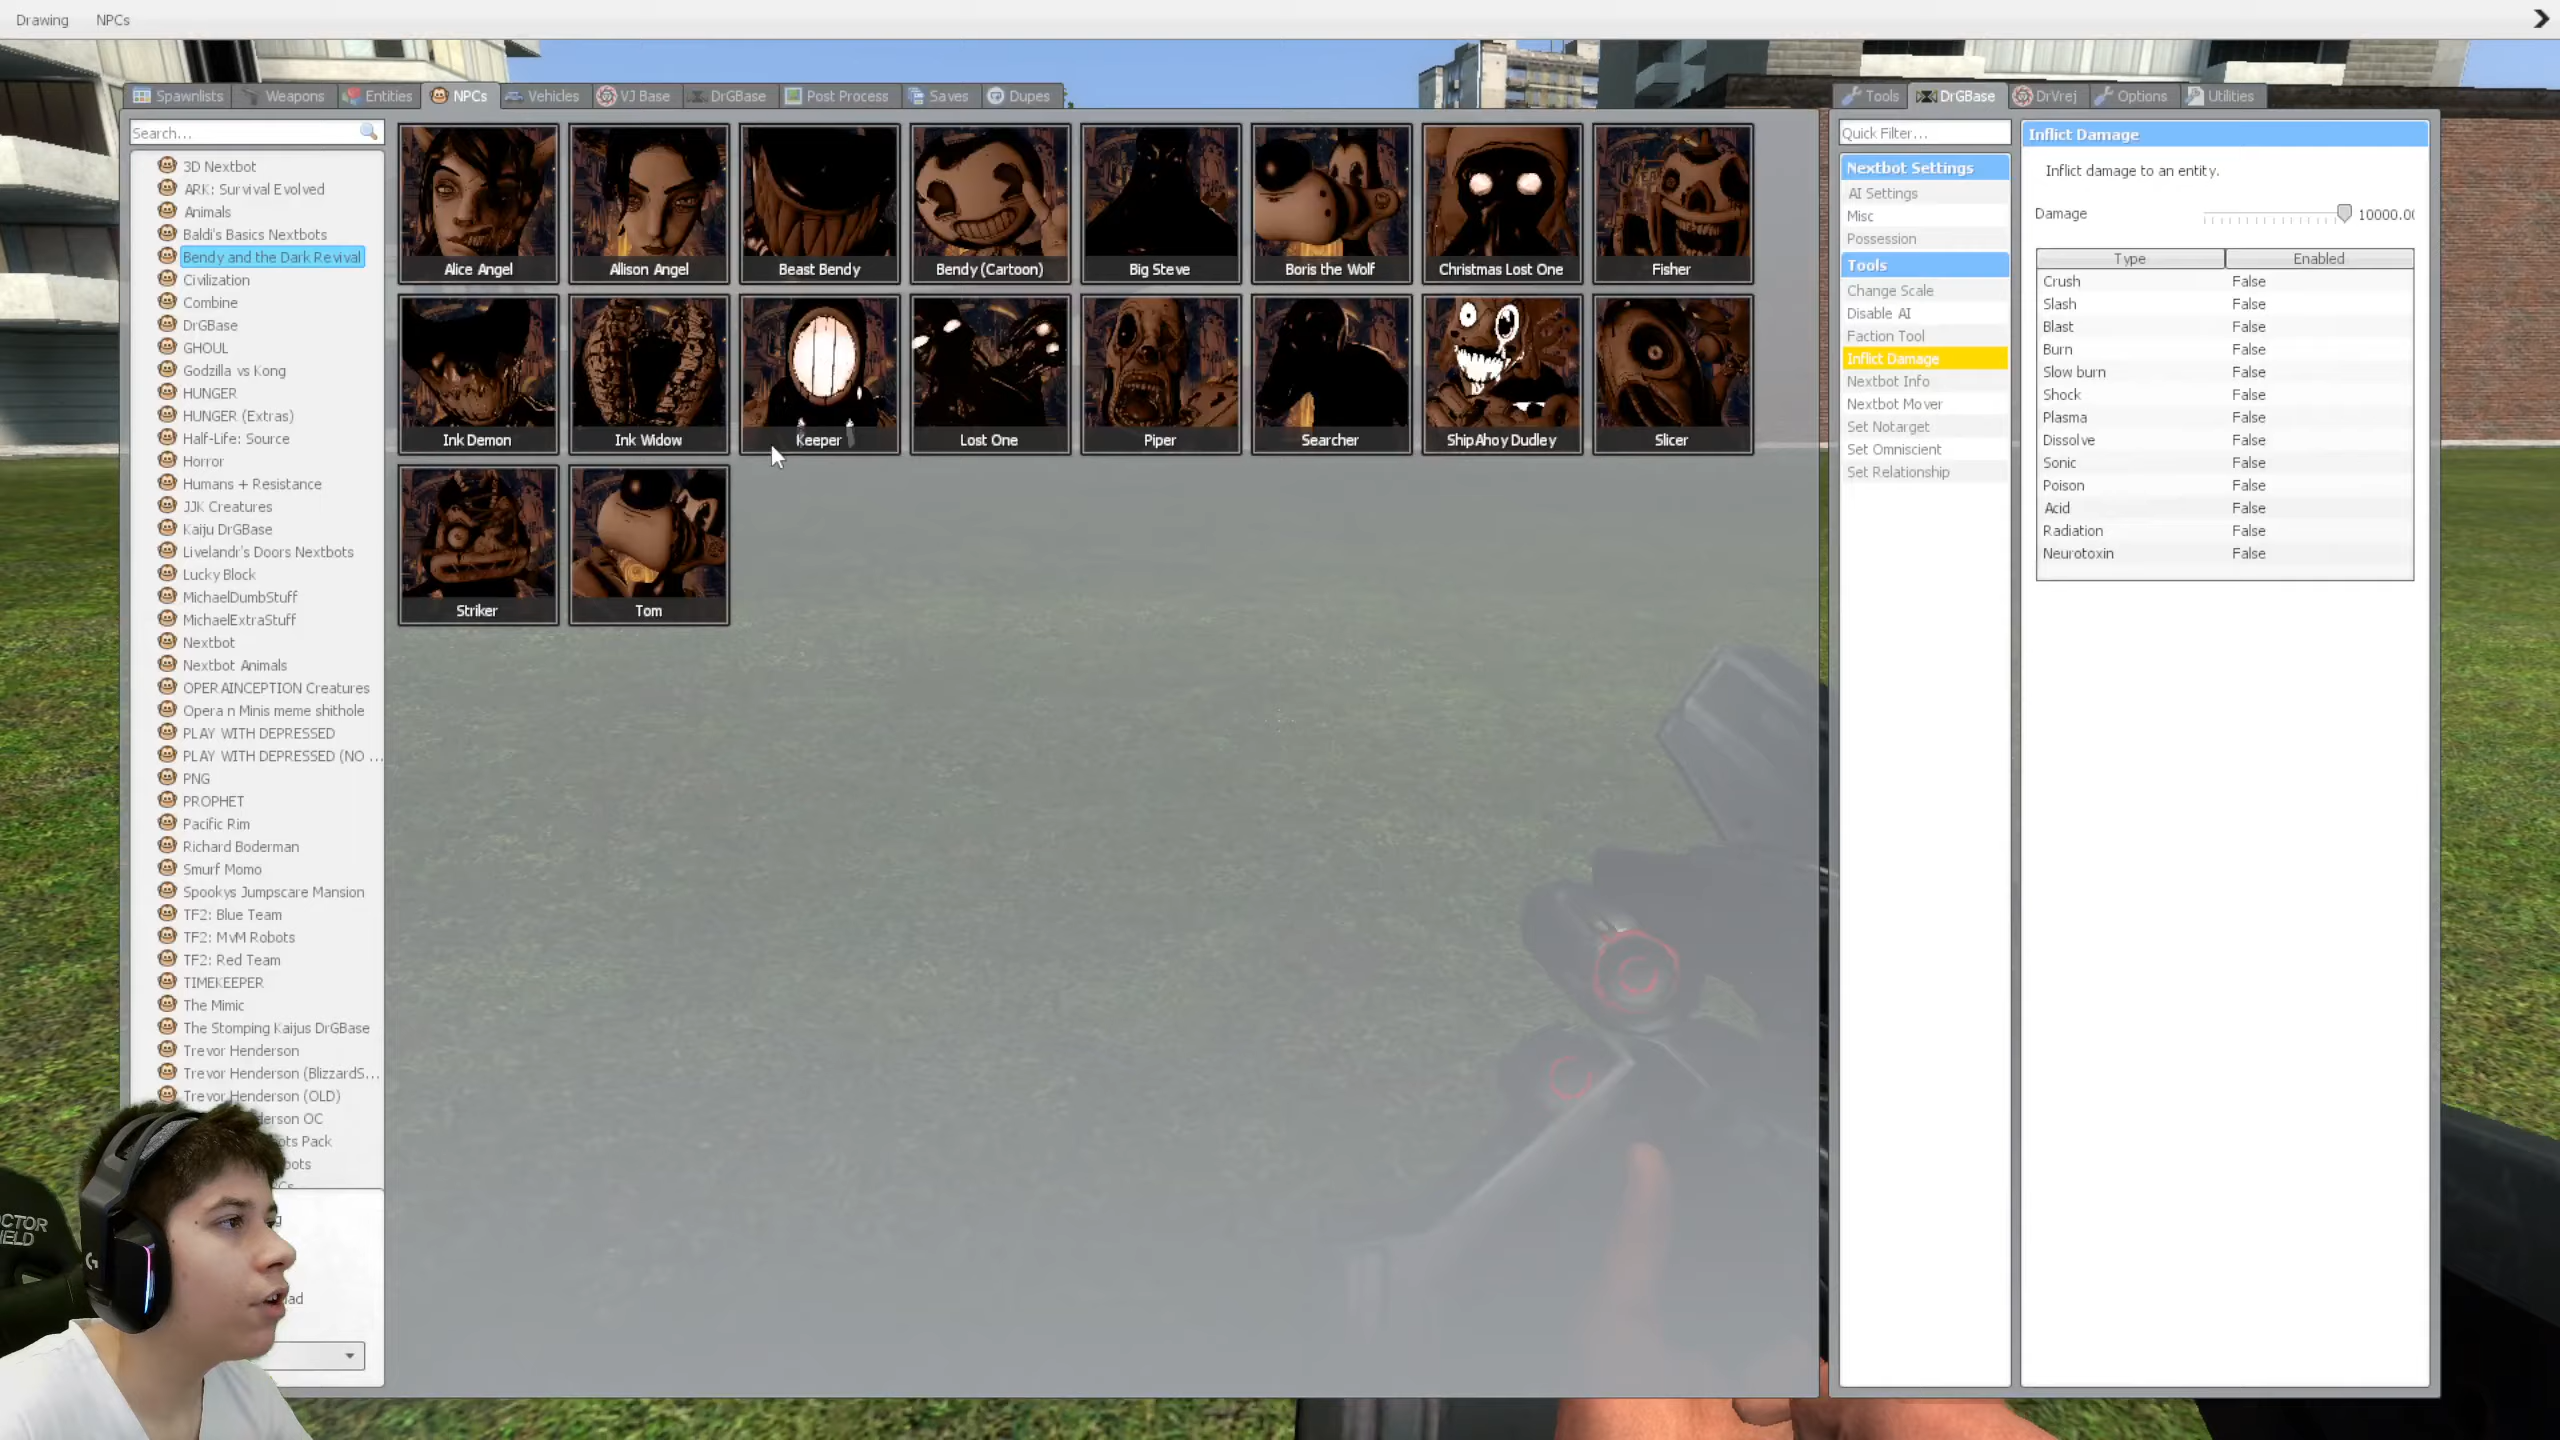 Drawing NPCs
Spawnlists Weapons Entities NPCs Vehicles VJ Base DrGBase Post Process Saves Dupes
Tools DrGBase DrVrej Options Utilities
Search...
3D Nextbot
ARK: Survival Evolved
Animals
Baldi's Basics Nextbots
Bendy and the Dark Revival
Civilization
Combine
DrGBase
GHOUL
Godzilla vs Kong
HUNGER
HUNGER (Extras)
Half-Life: Source
Horror
Humans + Resistance
JJK Creatures
Kaiju DrGBase
Livelandr's Doors Nextbots
Lucky Block
MichaelDumbStuff
MichaelExtraStuff
Nextbot
Nextbot Animals
OPERAINCEPTION Creatures
Opera n Minis meme shithole
PLAY WITH DEPRESSED
PLAY WITH DEPRESSED (NO ...
PNG
PROPHET
Pacific Rim
Richard Boderman
Smurf Momo
Spookys Jumpscare Mansion
TF2: Blue Team
TF2: MvM Robots
TF2: Red Team
TIMEKEEPER
The Mimic
The Stomping Kaijus DrGBase
Trevor Henderson
Trevor Henderson (BlizzardS...
Trevor Henderson (OLD)
derson OC
ots Pack
bots
Alice Angel
Allison Angel
Beast Bendy
Bendy (Cartoon)
Big Steve
Boris the Wolf
Christmas Lost One
Fisher
Ink Demon
Ink Widow
Keeper
Lost One
Piper
Searcher
ShipAhoy Dudley
Slicer
Striker
Tom
Quick Filter...
Nextbot Settings
AI Settings
Misc
Possession
Tools
Change Scale
Disable AI
Faction Tool
Inflict Damage
Nextbot Info
Nextbot Mover
Set Notarget
Set Omniscient
Set Relationship
Inflict Damage
Inflict damage to an entity.
Damage 10000.0
Type Enabled
Crush False
Slash False
Blast False
Burn False
Slow burn False
Shock False
Plasma False
Dissolve False
Sonic False
Poison False
Acid False
Radiation False
Neurotoxin False